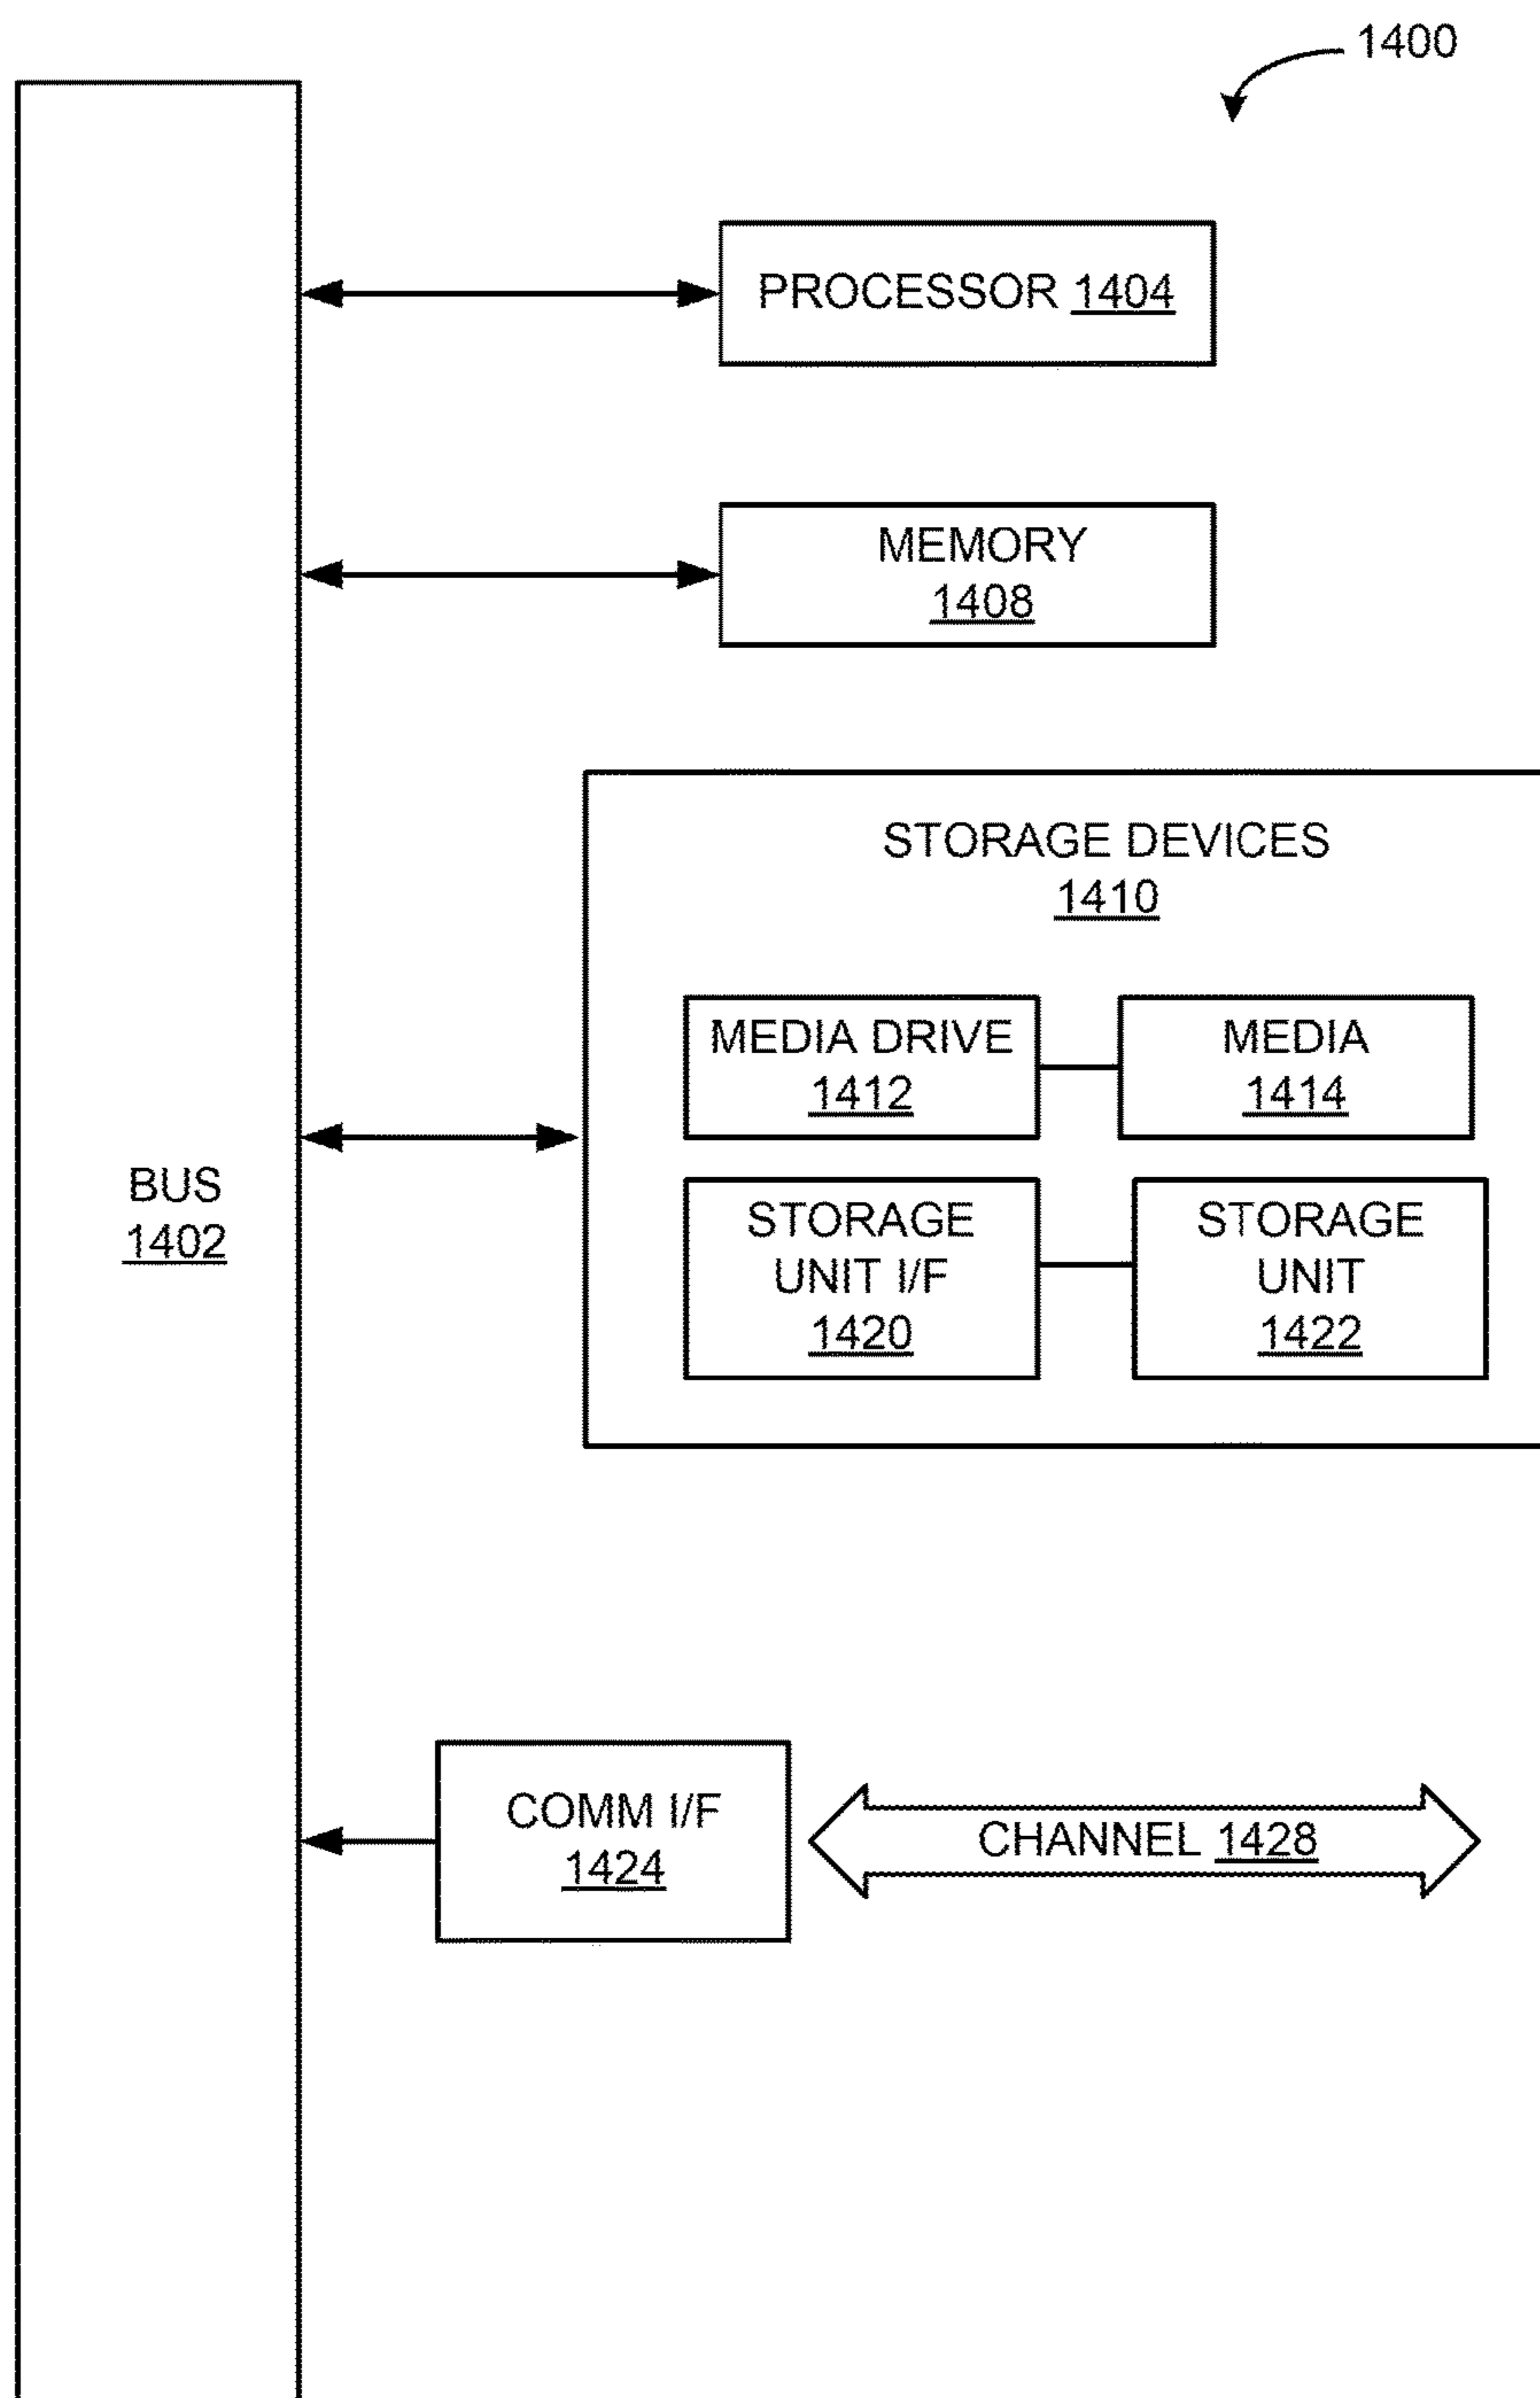 1400
PROCESSOR 1404
MEMORY
1408
STORAGE DEVICES
1410
MEDIA DRIVE
1412
MEDIA
1414
BUS
1402
STORAGE
UNIT I/F
1420
STORAGE
UNIT
1422
COMM I/F
1424
CHANNEL 1428